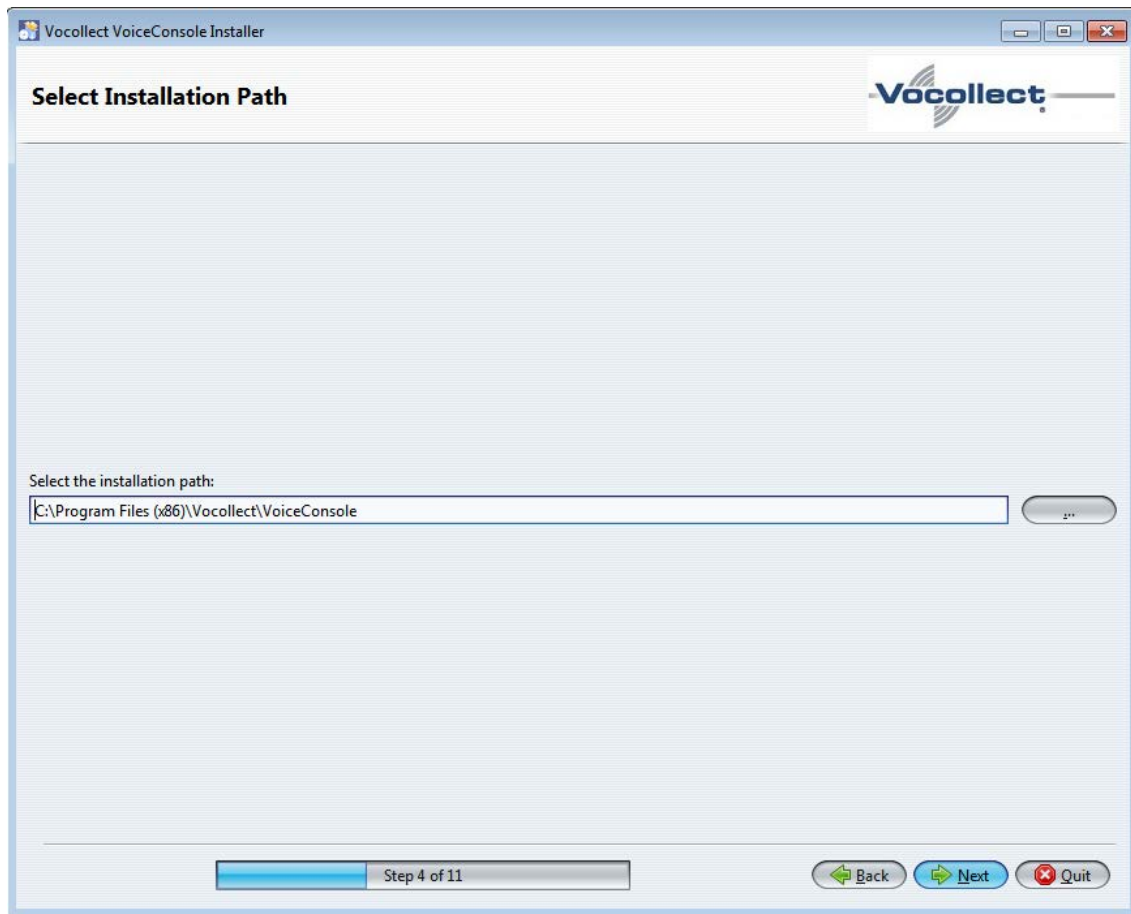 Vocollect VoiceConsole Installer
Select Installation Path
Vocollect
Select the installation path:
C:\Program Files (x86)\Vocollect\VoiceConsole
...
Step 4 of 11
Back
Next
Quit